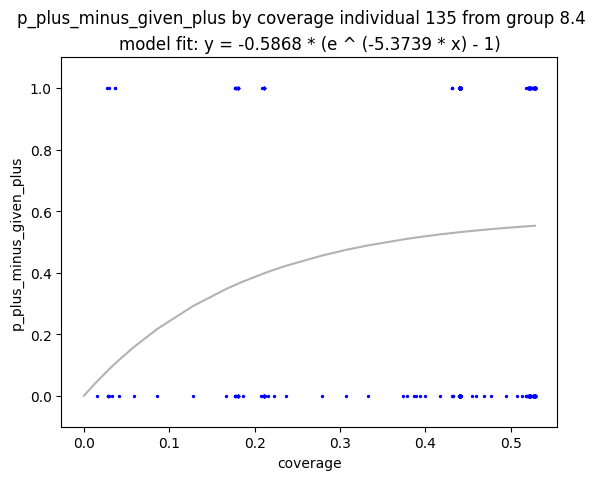 p_plus_minus_given_plus by coverage individual 135 from group 8.4
model fit: y = -0.5868 * (e ^ (-5.3739 * x) - 1)
1.0
0.8
0.6
0.4
0.2
0.0
p_plus_minus_given_plus
0.0 0.1 0.2 0.3 0.4 0.5
coverage